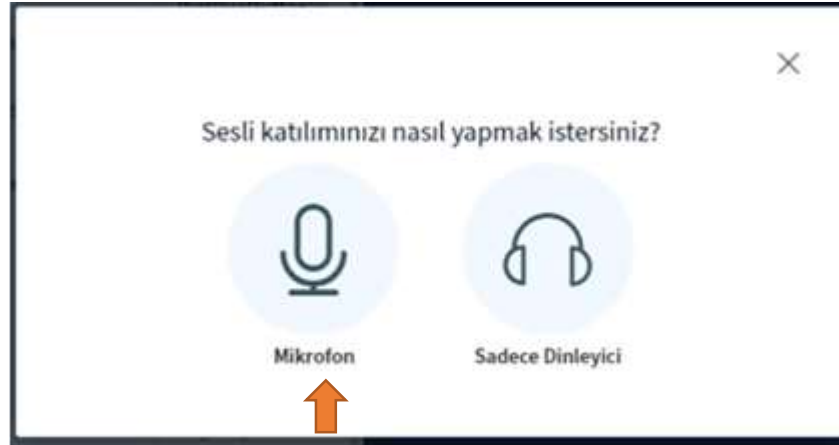 Sesli katılımınızı nasıl yapmak istersiniz?
Mikrofon
Sadece Dinleyici